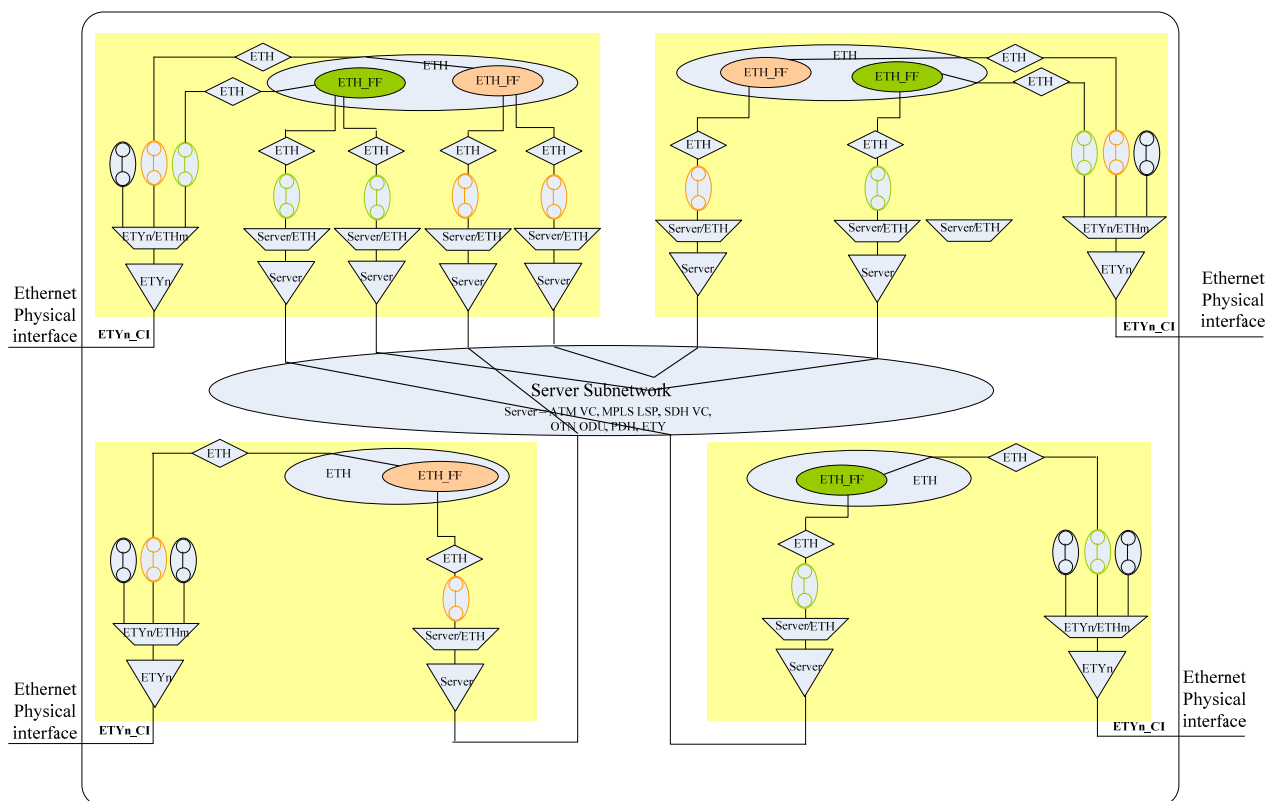 ETH
ETH
ETH_FF
ETH_FF
ETH
ETH
ETH
ETH
ETH
ETYn/ETHm
Server/ETH
Server/ETH
Server/ETH
Server/ETH
ETYn
Server
Server
Server
Server
Ethernet
Physical
interface
ETYn_CI
ETH
ETH
ETH_FF
ETH_FF
ETH
ETH
ETH
Server/ETH
Server/ETH
Server/ETH
ETYn/ETHm
Server
Server
ETYn
Ethernet
Physical
interface
ETYn_CI
Server Subnetwork
Server – ATM VC, MPLS LSP, SDH VC,
OTN ODU, PDH, ETY
ETH
ETH
ETH_FF
ETH
ETYn/ETHm
Server/ETH
ETYn
Server
Ethernet
Physical
interface
ETYn_CI
ETH
ETH_FF
ETH
ETH
Server/ETH
ETYn/ETHm
Server
ETYn
Ethernet
Physical
interface
ETYn_CI